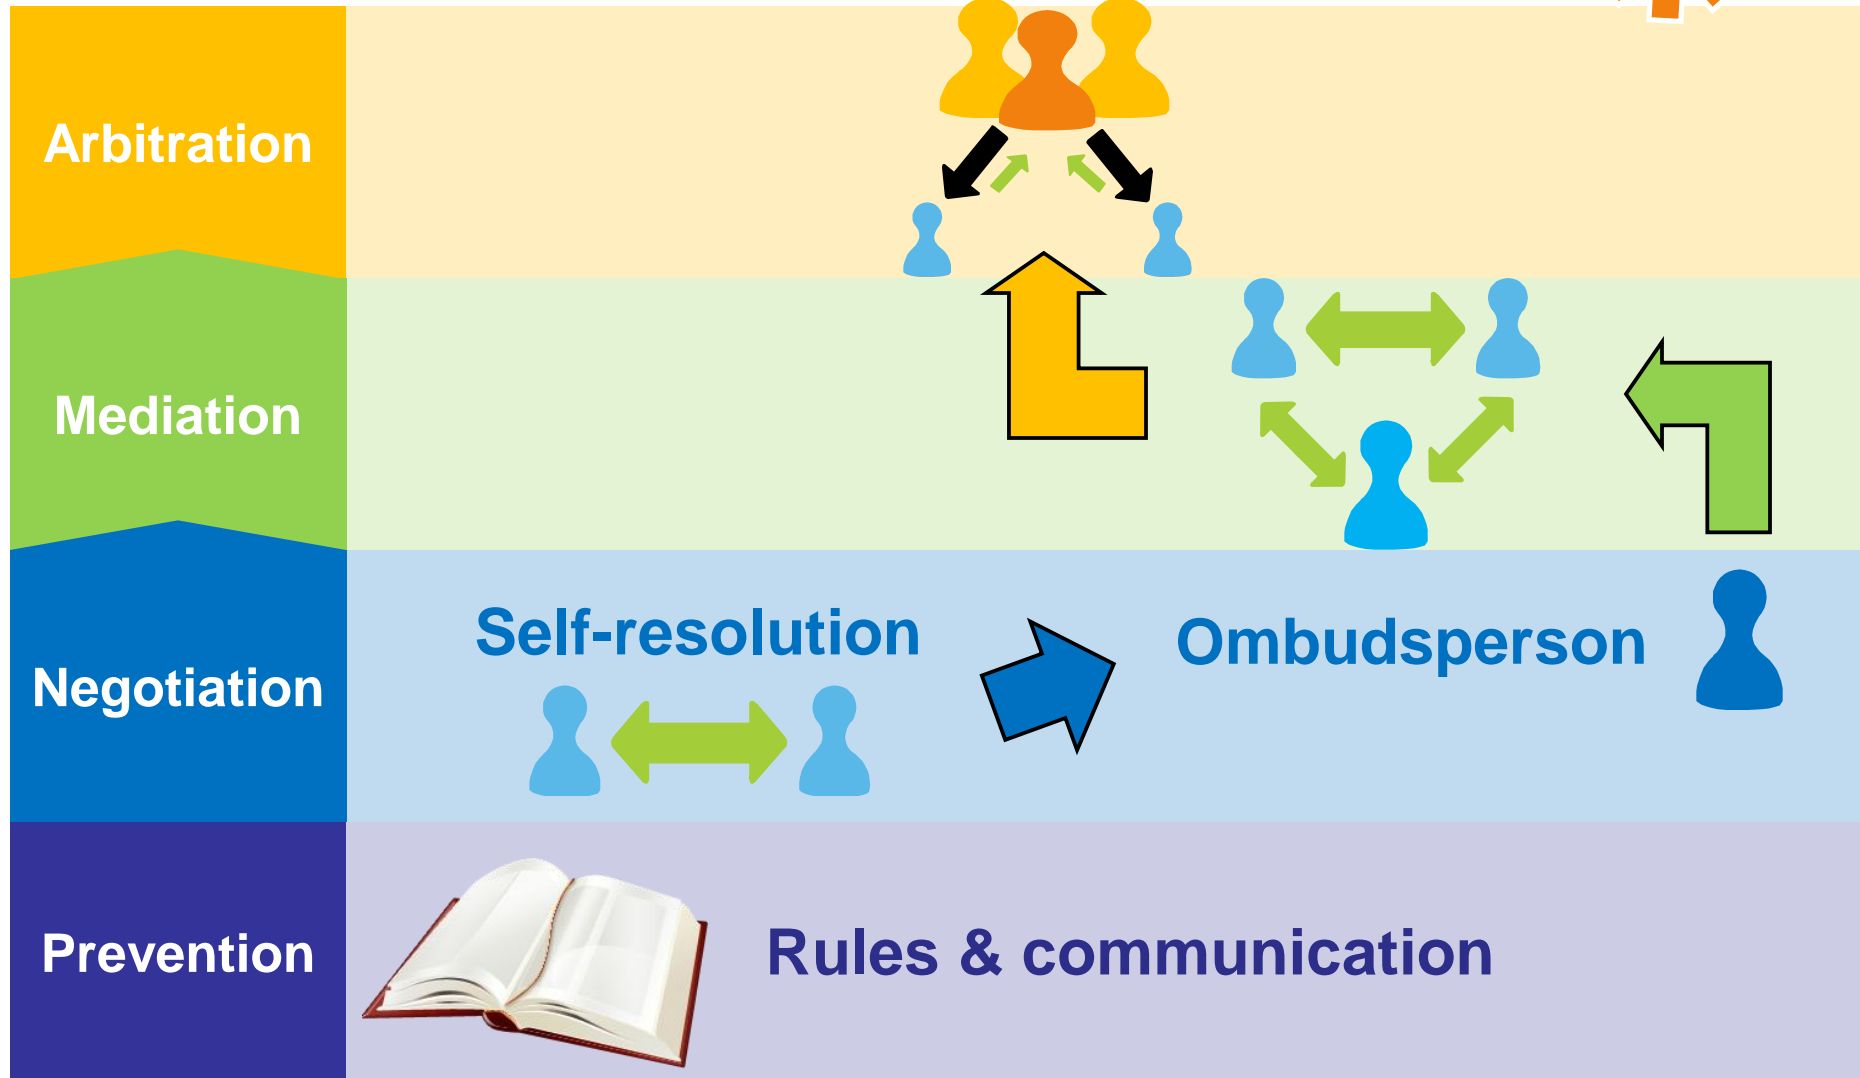 Arbitration
Mediation
Negotiation
Self-resolution
Ombudsperson
Prevention
Rules & communication